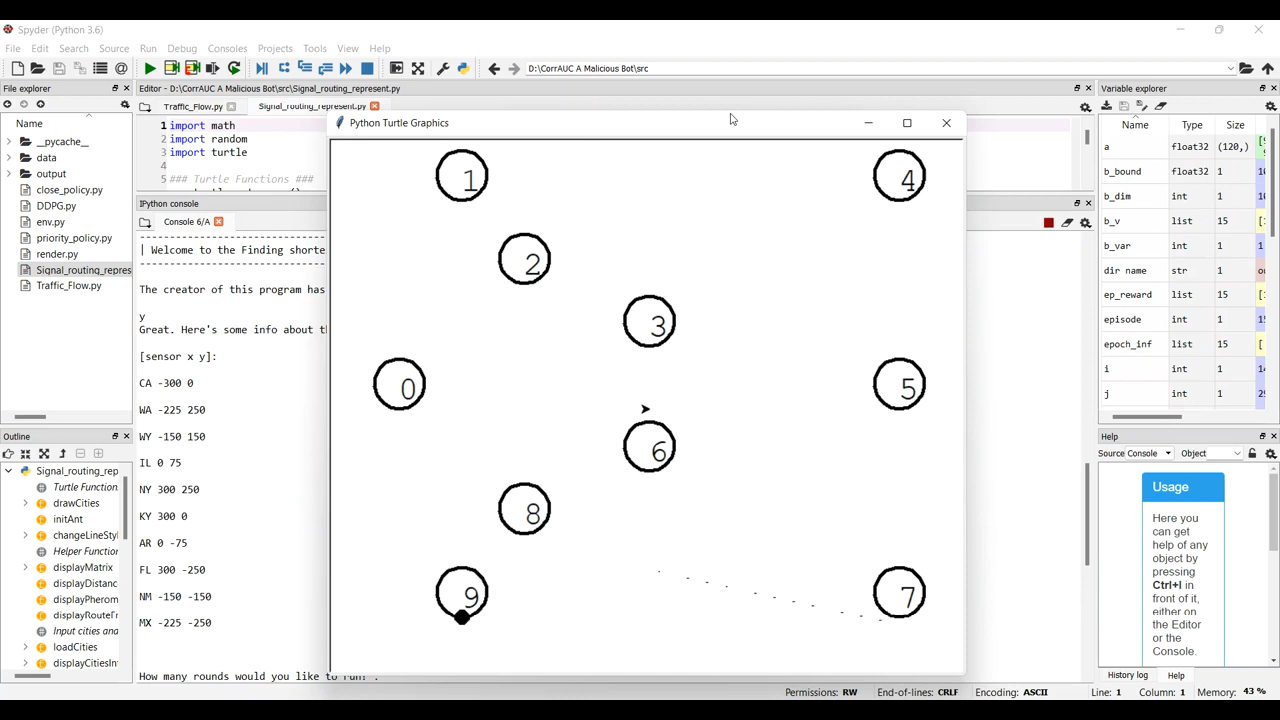 Spyder (Python 3.6)
File Edit Search Source Run Debug Consoles Projects Tools View Help
D:\CorrAUC A Malicious Bot\src
File explorer
Editor - D:\CorrAUC A Malicious Bot\src\Signal_routing_represent.py
Variable explorer
Traffic_Flow.py
Signal_routing_represent.py
Name
__pycache__
data
output
close_policy.py
DDPG.py
env.py
priority_policy.py
render.py
Signal_routing_repres
Traffic_Flow.py
1 import math
2 import random
3 import turtle
4
5 ### Turtle Functions ###
IPython console
Console 6/A
| Welcome to the Finding shorte
The creator of this program has
y
Great. Here's some info about th
[sensor x y]:
CA -300 0
WA -225 250
WY -150 150
IL 0 75
NY 300 250
KY 300 0
AR 0 -75
FL 300 -250
NM -150 -150
MX -225 -250
How many rounds would you like to run? .
Python Turtle Graphics
1
4
2
3
0
5
6
8
9
7
Name Type Size
a float32 (120,)
b_bound float32 1
b_dim int 1
b_v list 15
b_var int 1
dir name str 1
ep_reward list 15
episode int 1
epoch_inf list 15
i int 1
j int 1
Outline
Signal_routing_rep
Turtle Function
drawCities
initAnt
changeLineSty
Helper Functio
displayMatrix
displayDistanc
displayPherom
displayRouteFr
Input cities and
loadCities
displayCitiesInf
Help
Source Console Object
Usage
Here you
can get
help of any
object by
pressing
Ctrl+I in
front of it,
either on
the Editor
or the
Console.
History log Help
Permissions: RW End-of-lines: CRLF Encoding: ASCII Line: 1 Column: 1 Memory: 43 %